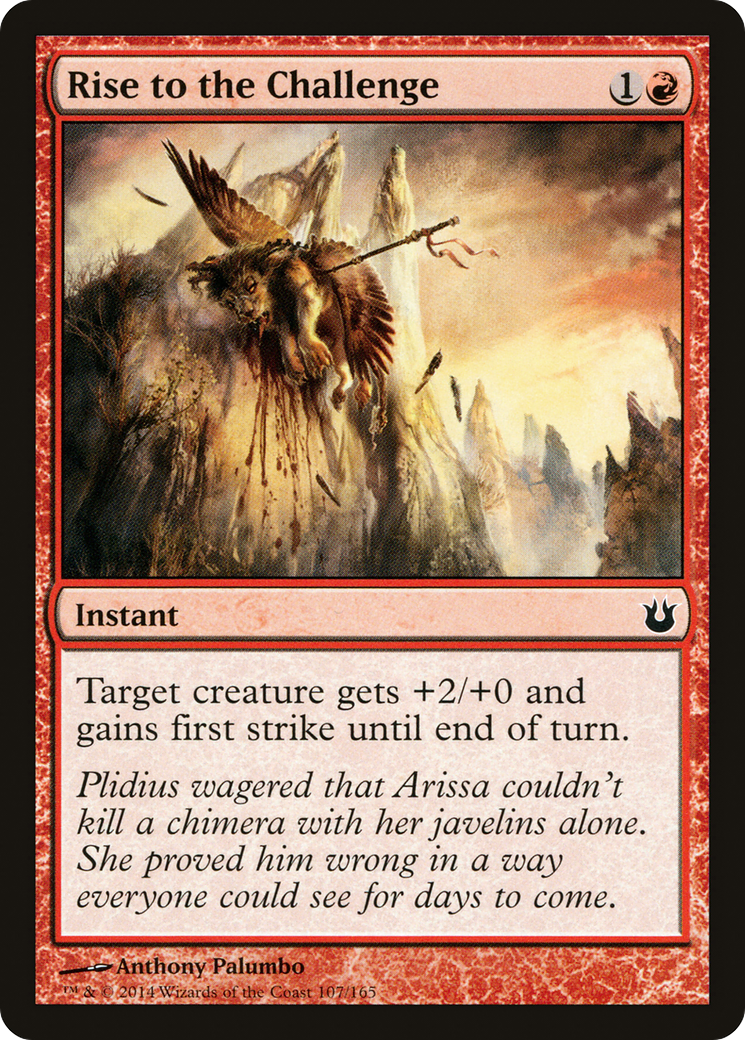 Rise to the Challenge
1
Instant
Target creature gets +2/+0 and
gains first strike until end of turn.
Plidius wagered that Arissa couldn't
kill a chimera with her javelins alone.
She proved him wrong in a way
everyone could see for days to come.
Anthony Palumbo
™ & © 2014 Wizards of the Coast 107/165